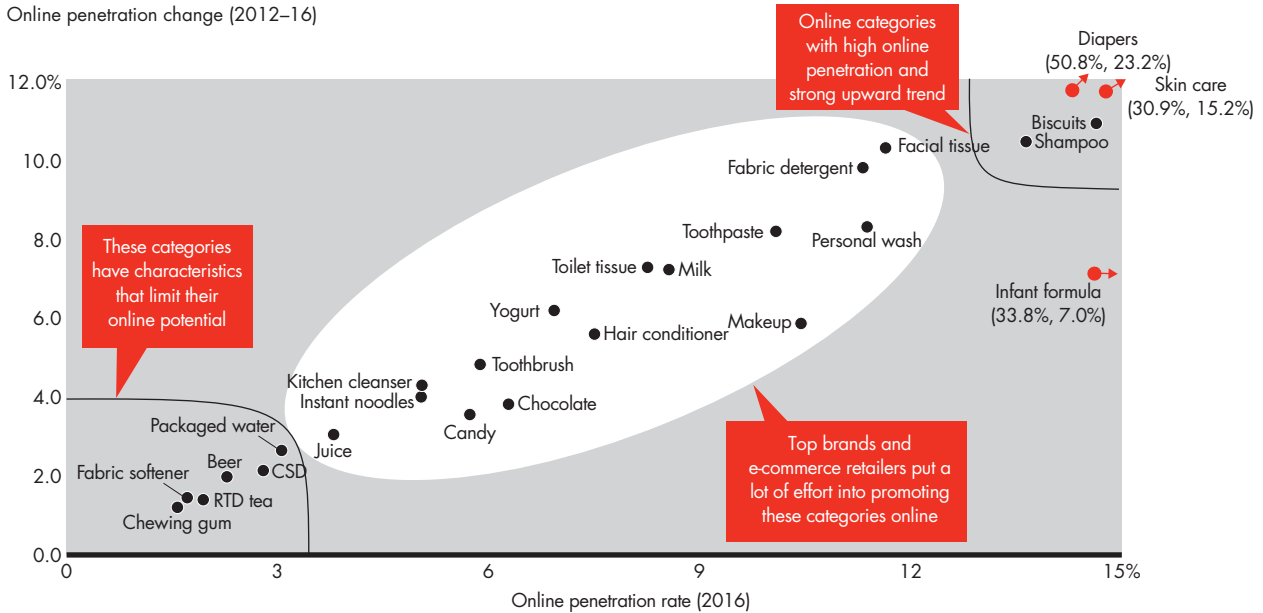 Online penetration change (2012–16)
Online categories
with high online
penetration and
strong upward trend
Diapers
(50.8%, 23.2%)
Skin care
(30.9%, 15.2%)
12.0%
Biscuits
Shampoo
10.0
Facial tissue
Fabric detergent
8.0
Toothpaste
Personal wash
These categories
have characteristics
that limit their
online potential
Toilet tissue
Milk
Infant formula
(33.8%, 7.0%)
6.0
Yogurt
Hair conditioner
Makeup
Toothbrush
4.0
Kitchen cleanser
Instant noodles
Chocolate
Candy
Juice
Packaged water
Top brands and
e-commerce retailers put a
lot of effort into promoting
these categories online
2.0
Fabric softener
Beer
CSD
RTD tea
Chewing gum
0.0
0 3 6 9 12 15%
Online penetration rate (2016)